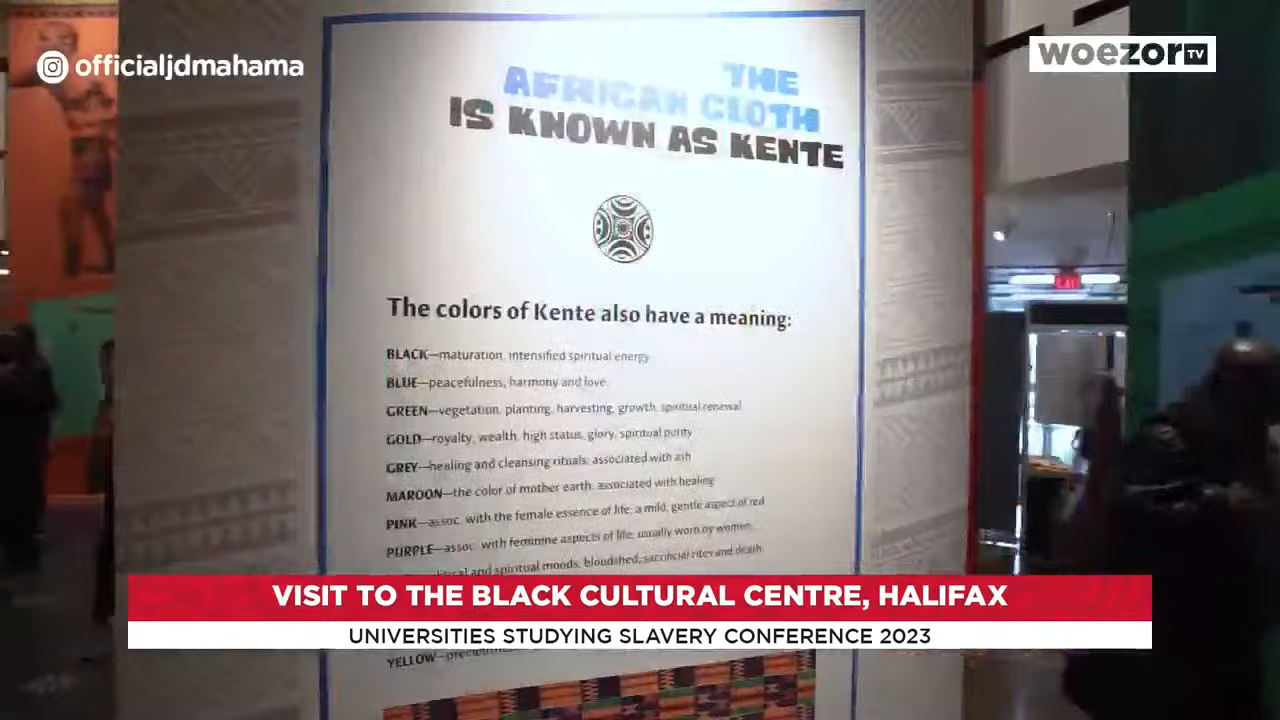 officialjdmahama
woezor TV
THE
AFRICAN CLOTH
IS KNOWN AS KENTE
The colors of Kente also have a meaning:
BLACK—maturation, intensified spiritual energy
BLUE—peacefulness, harmony and love
GREEN—vegetation, planting, harvesting, growth, spiritual renewal
GOLD—royalty, wealth, high status, glory, spiritual purity
GREY—healing and cleansing rituals; associated with ash
MAROON—the color of mother earth, associated with healing
PINK—assoc. with the female essence of life; a mild, gentle aspect of red
PURPLE—assoc. with feminine aspects of life; usually worn by women
and spiritual moods, bloodshed, sacrificial rites and death
VISIT TO THE BLACK CULTURAL CENTRE, HALIFAX
UNIVERSITIES STUDYING SLAVERY CONFERENCE 2023
YELLOW—
EXIT